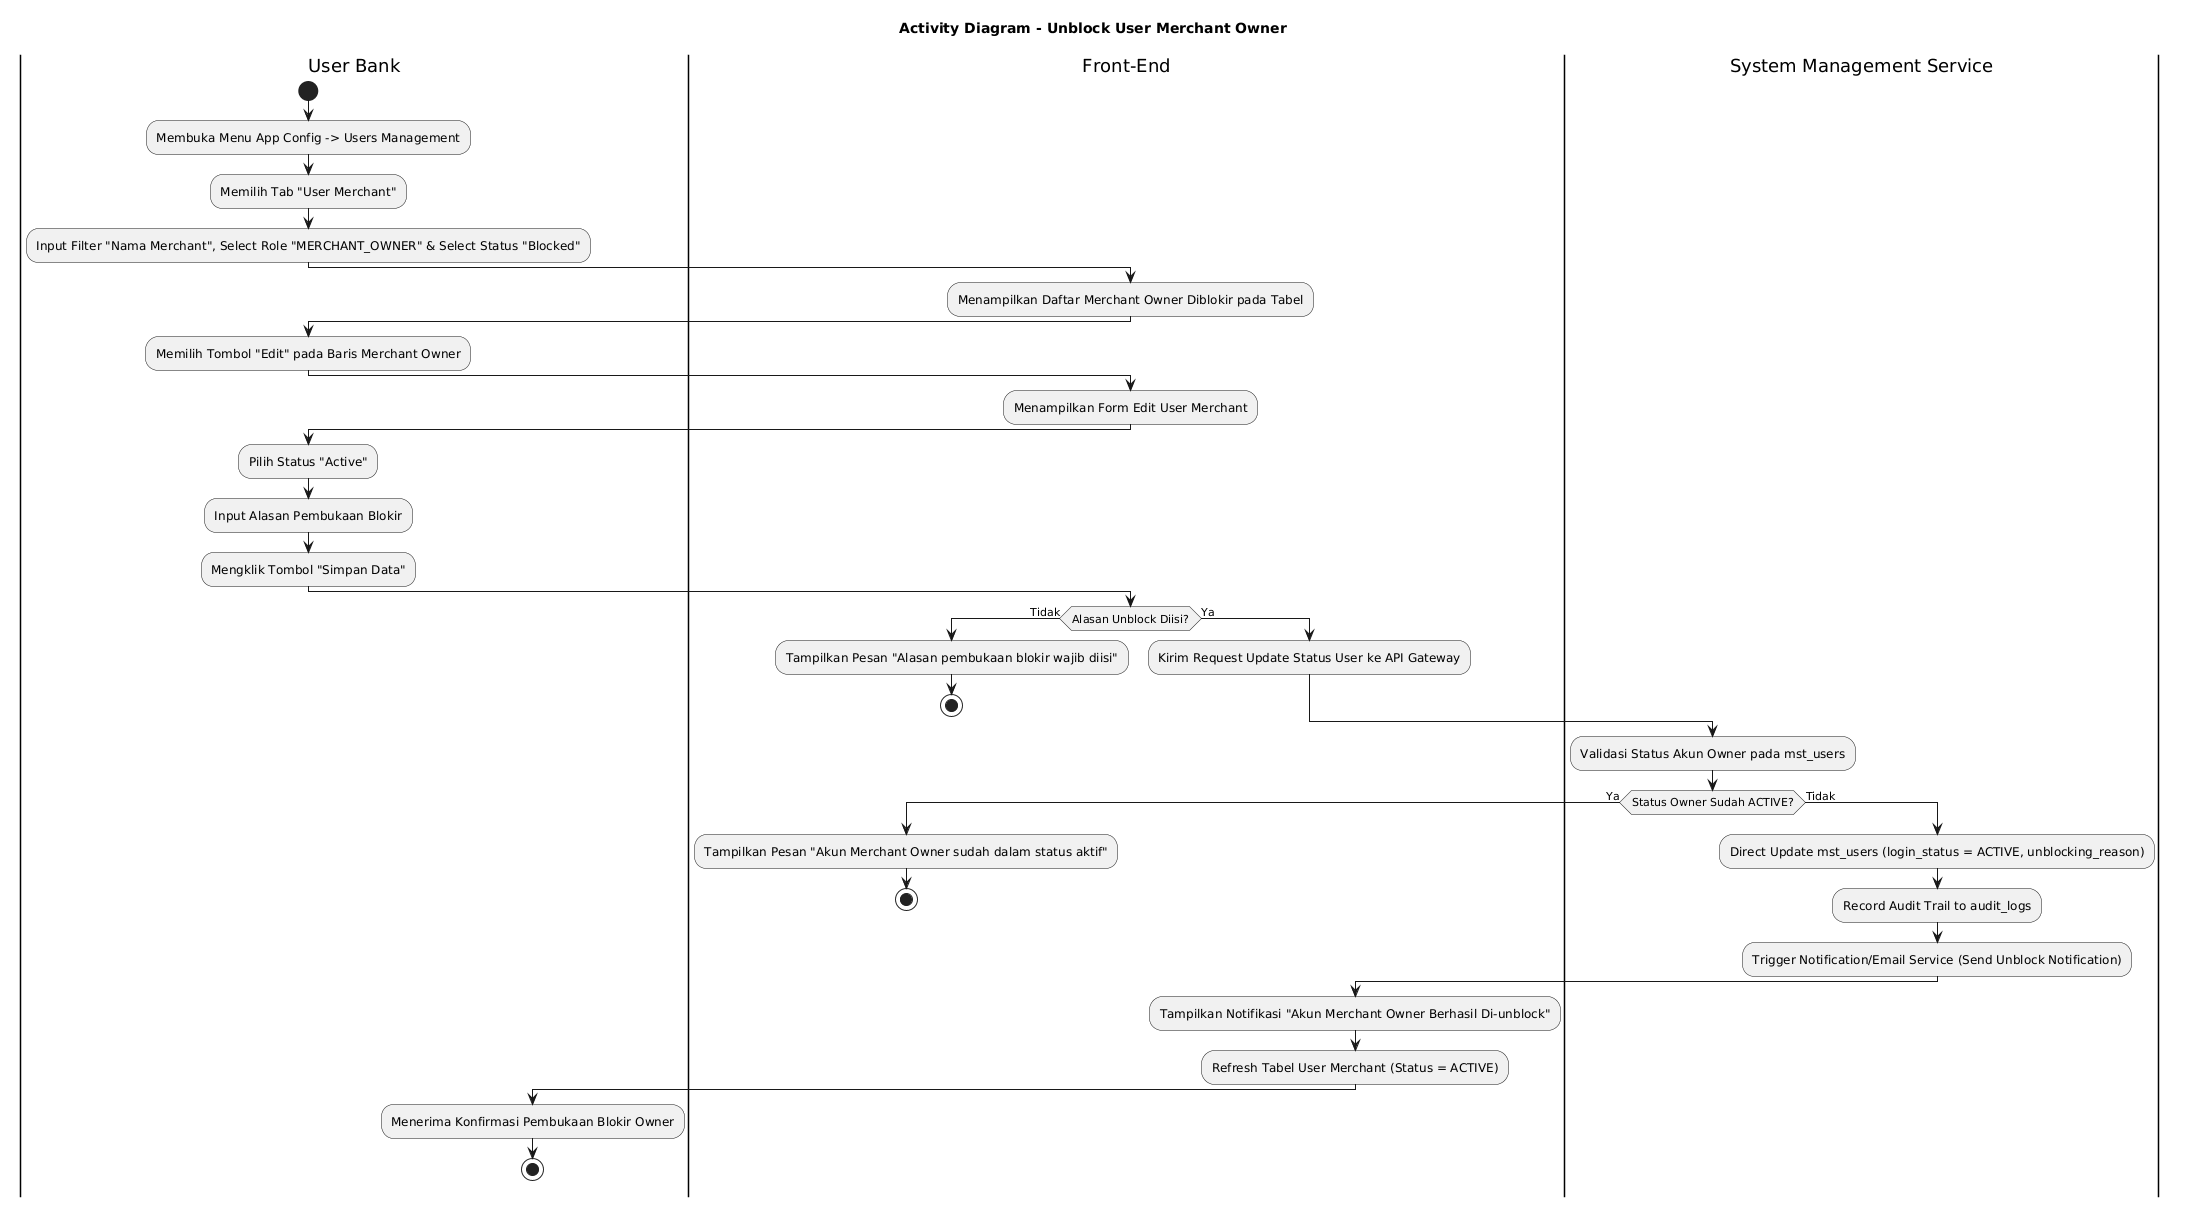 Activity Diagram - Unblock User Merchant Owner
User Bank
Front-End
System Management Service
Membuka Menu App Config -> Users Management
Memilih Tab "User Merchant"
Input Filter "Nama Merchant", Select Role "MERCHANT_OWNER" & Select Status "Blocked"
Menampilkan Daftar Merchant Owner Diblokir pada Tabel
Memilih Tombol "Edit" pada Baris Merchant Owner
Menampilkan Form Edit User Merchant
Pilih Status "Active"
Input Alasan Pembukaan Blokir
Mengklik Tombol "Simpan Data"
Tidak
Alasan Unblock Diisi?
Ya
Tampilkan Pesan "Alasan pembukaan blokir wajib diisi"
Kirim Request Update Status User ke API Gateway
Validasi Status Akun Owner pada mst_users
Ya
Status Owner Sudah ACTIVE?
Tidak
Tampilkan Pesan "Akun Merchant Owner sudah dalam status aktif"
Direct Update mst_users (login_status = ACTIVE, unblocking_reason)
Record Audit Trail to audit_logs
Trigger Notification/Email Service (Send Unblock Notification)
Tampilkan Notifikasi "Akun Merchant Owner Berhasil Di-unblock"
Refresh Tabel User Merchant (Status = ACTIVE)
Menerima Konfirmasi Pembukaan Blokir Owner